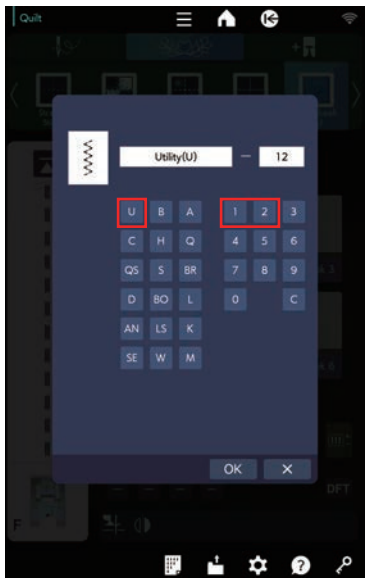 Quilt
Utility(U) – 12
U B A 1 2 3
C H Q 4 5 6
QS S BR 7 8 9
D BO L 0 C
AN LS K
SE W M
OK ×
DFT
F
?